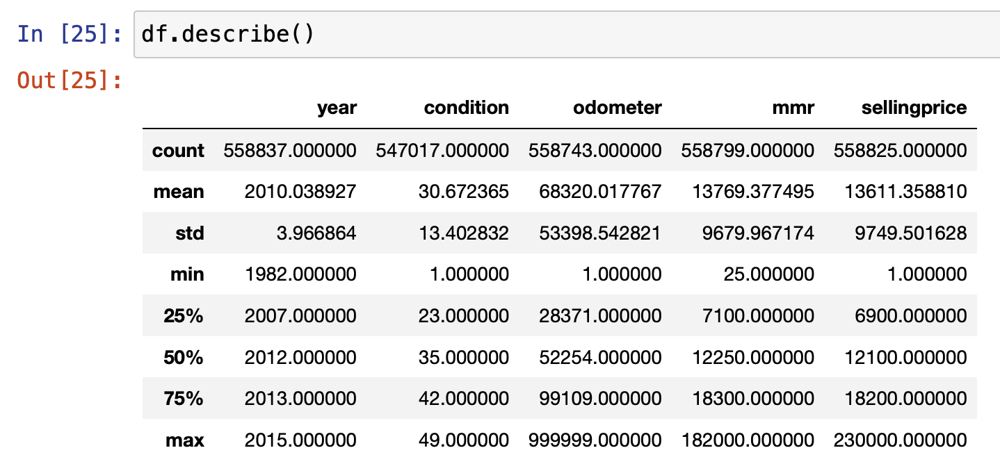 In [25]: df.describe()
Out[25]:
year condition odometer mmr sellingprice
count 558837.000000 547017.000000 558743.000000 558799.000000 558825.000000
mean 2010.038927 30.672365 68320.017767 13769.377495 13611.358810
std 3.966864 13.402832 53398.542821 9679.967174 9749.501628
min 1982.000000 1.000000 1.000000 25.000000 1.000000
25% 2007.000000 23.000000 28371.000000 7100.000000 6900.000000
50% 2012.000000 35.000000 52254.000000 12250.000000 12100.000000
75% 2013.000000 42.000000 99109.000000 18300.000000 18200.000000
max 2015.000000 49.000000 999999.000000 182000.000000 230000.000000